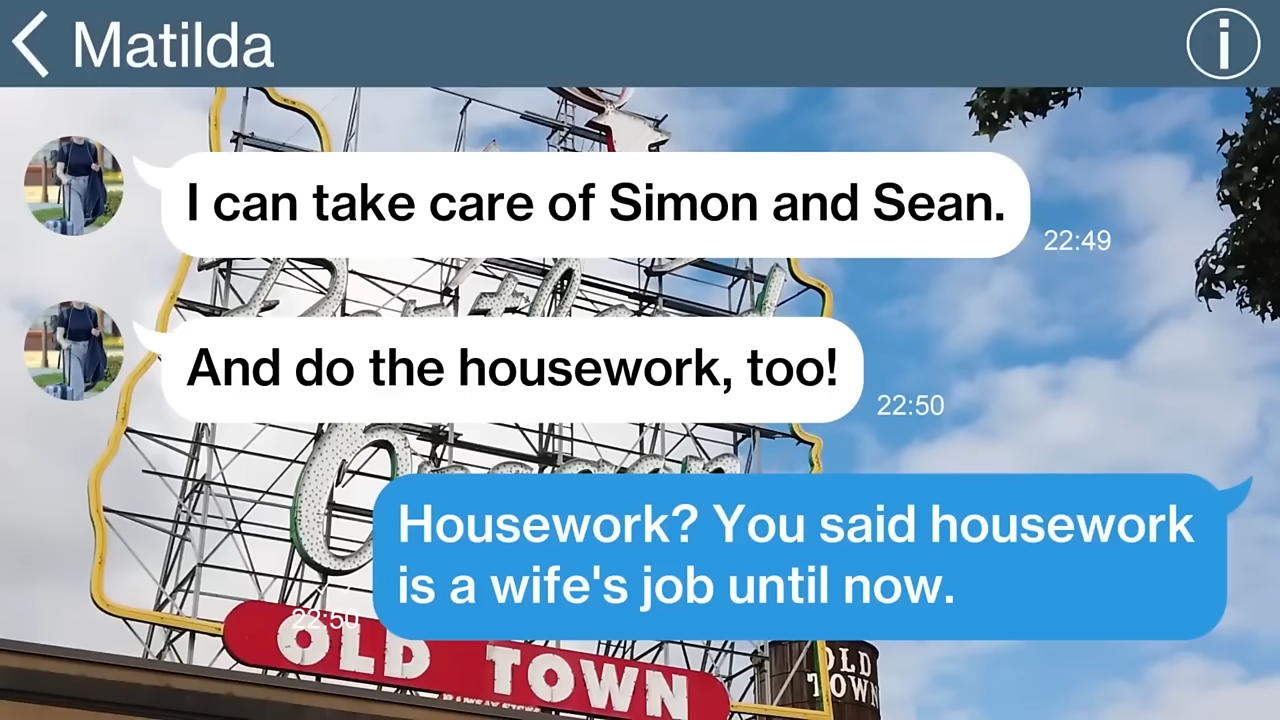 Matilda
I can take care of Simon and Sean.
22:49
And do the housework, too!
22:50
Housework? You said housework
is a wife's job until now.
22:50
OLD TOWN
OLD
TOWN